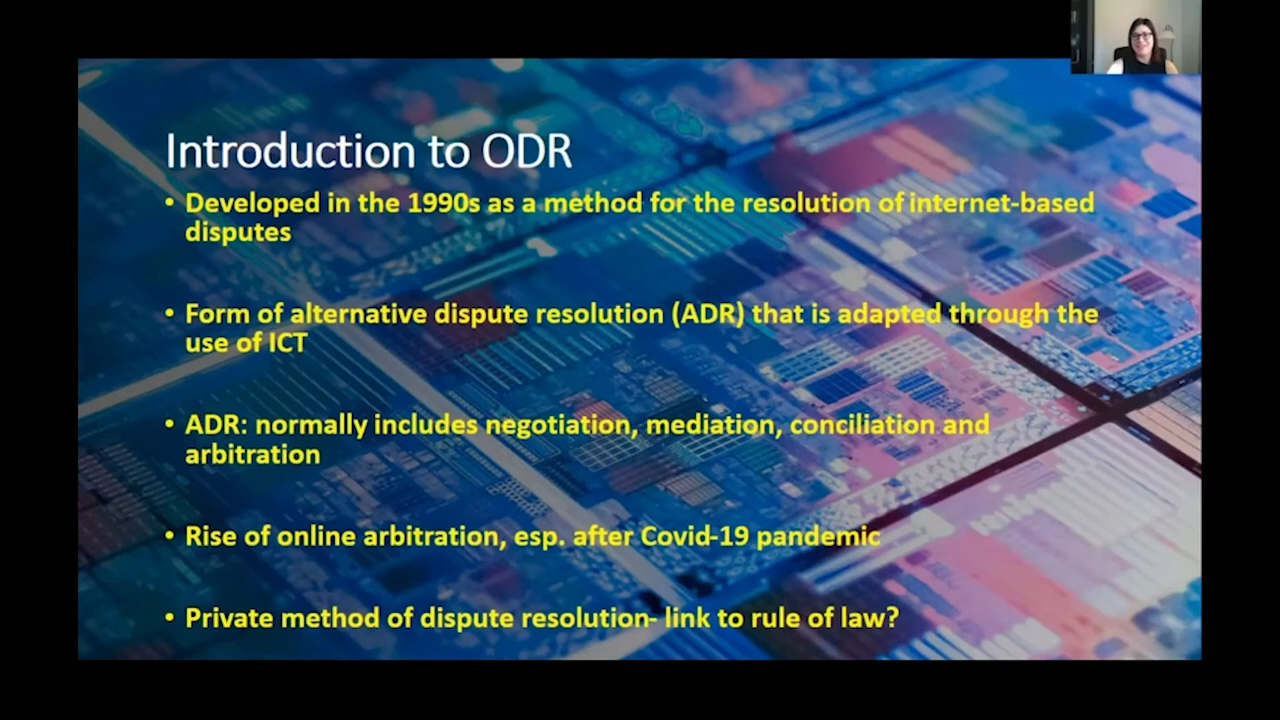 Introduction to ODR
• Developed in the 1990s as a method for the resolution of internet-based
disputes
• Form of alternative dispute resolution (ADR) that is adapted through the
use of ICT
• ADR: normally includes negotiation, mediation, conciliation and
arbitration
• Rise of online arbitration, esp. after Covid-19 pandemic
• Private method of dispute resolution- link to rule of law?